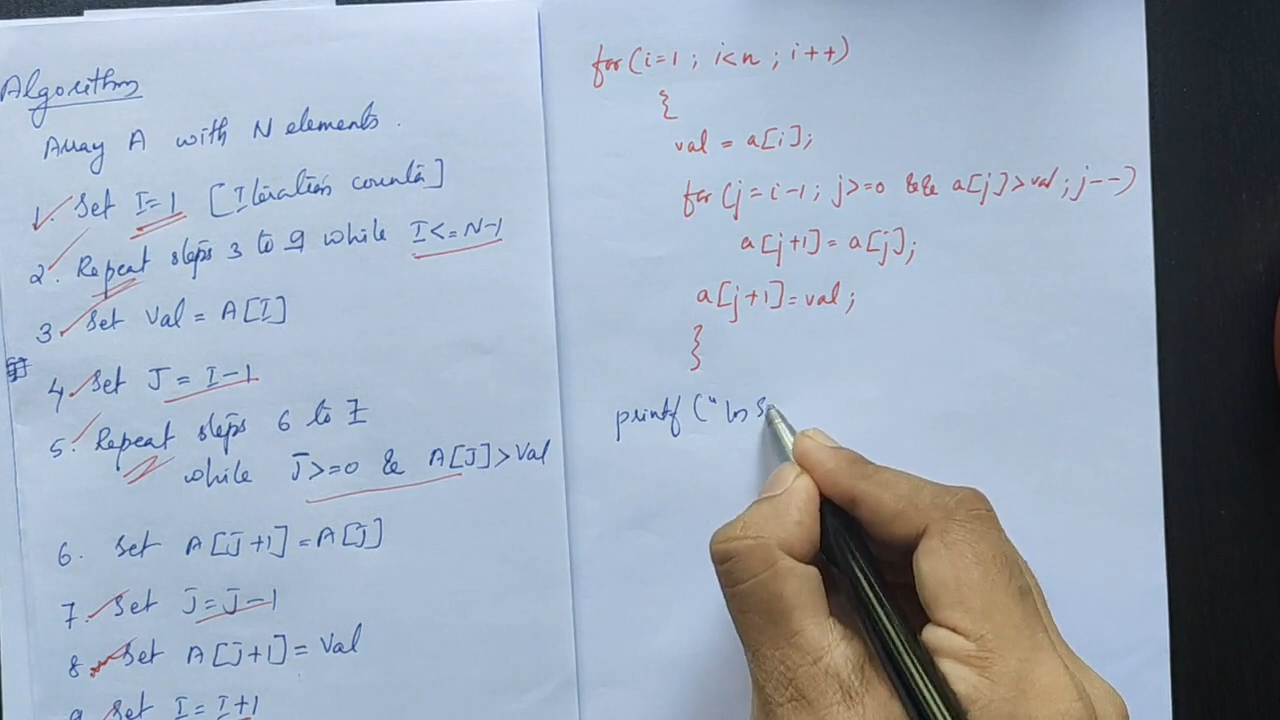 Algorithm
Array A with N elements.
1. Set I=1 [Iteration counter]
2. Repeat steps 3 to 9 while I<=N-1
3. Set Val = A[I]
4. Set J = I-1
5. Repeat steps 6 to 7
while J>=0 & A[J]>Val
6. Set A[J+1]=A[J]
7. Set J=J-1
8. Set A[J+1]=Val
9. Set I=I+1
for(i=1; i<n; i++)
{
val = a[i];
for(j=i-1; j>=0 && a[j]>val; j--)
a[j+1]=a[j];
a[j+1]=val;
}
printf("\n S